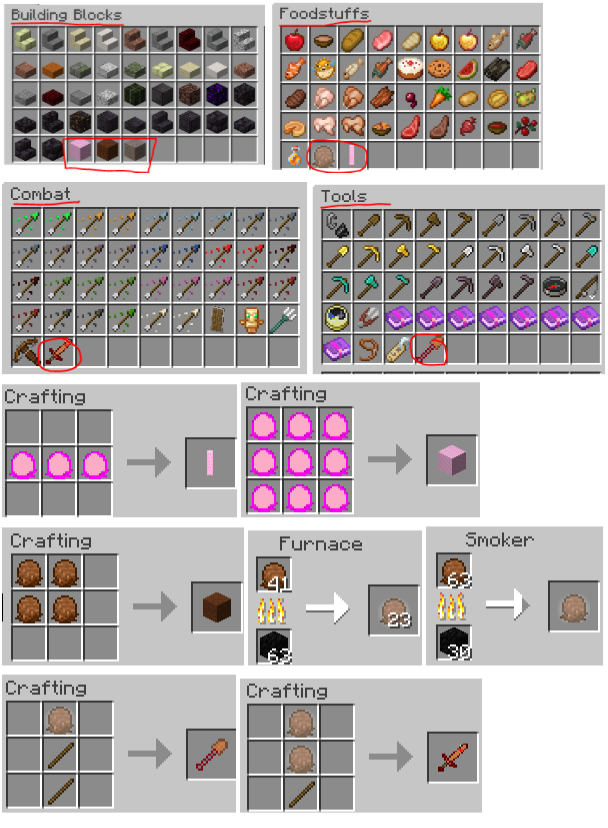 Building Blocks
Foodstuffs
Combat
Tools
Crafting
Crafting
Crafting
Furnace
Smoker
41
63
23
63
30
Crafting
Crafting